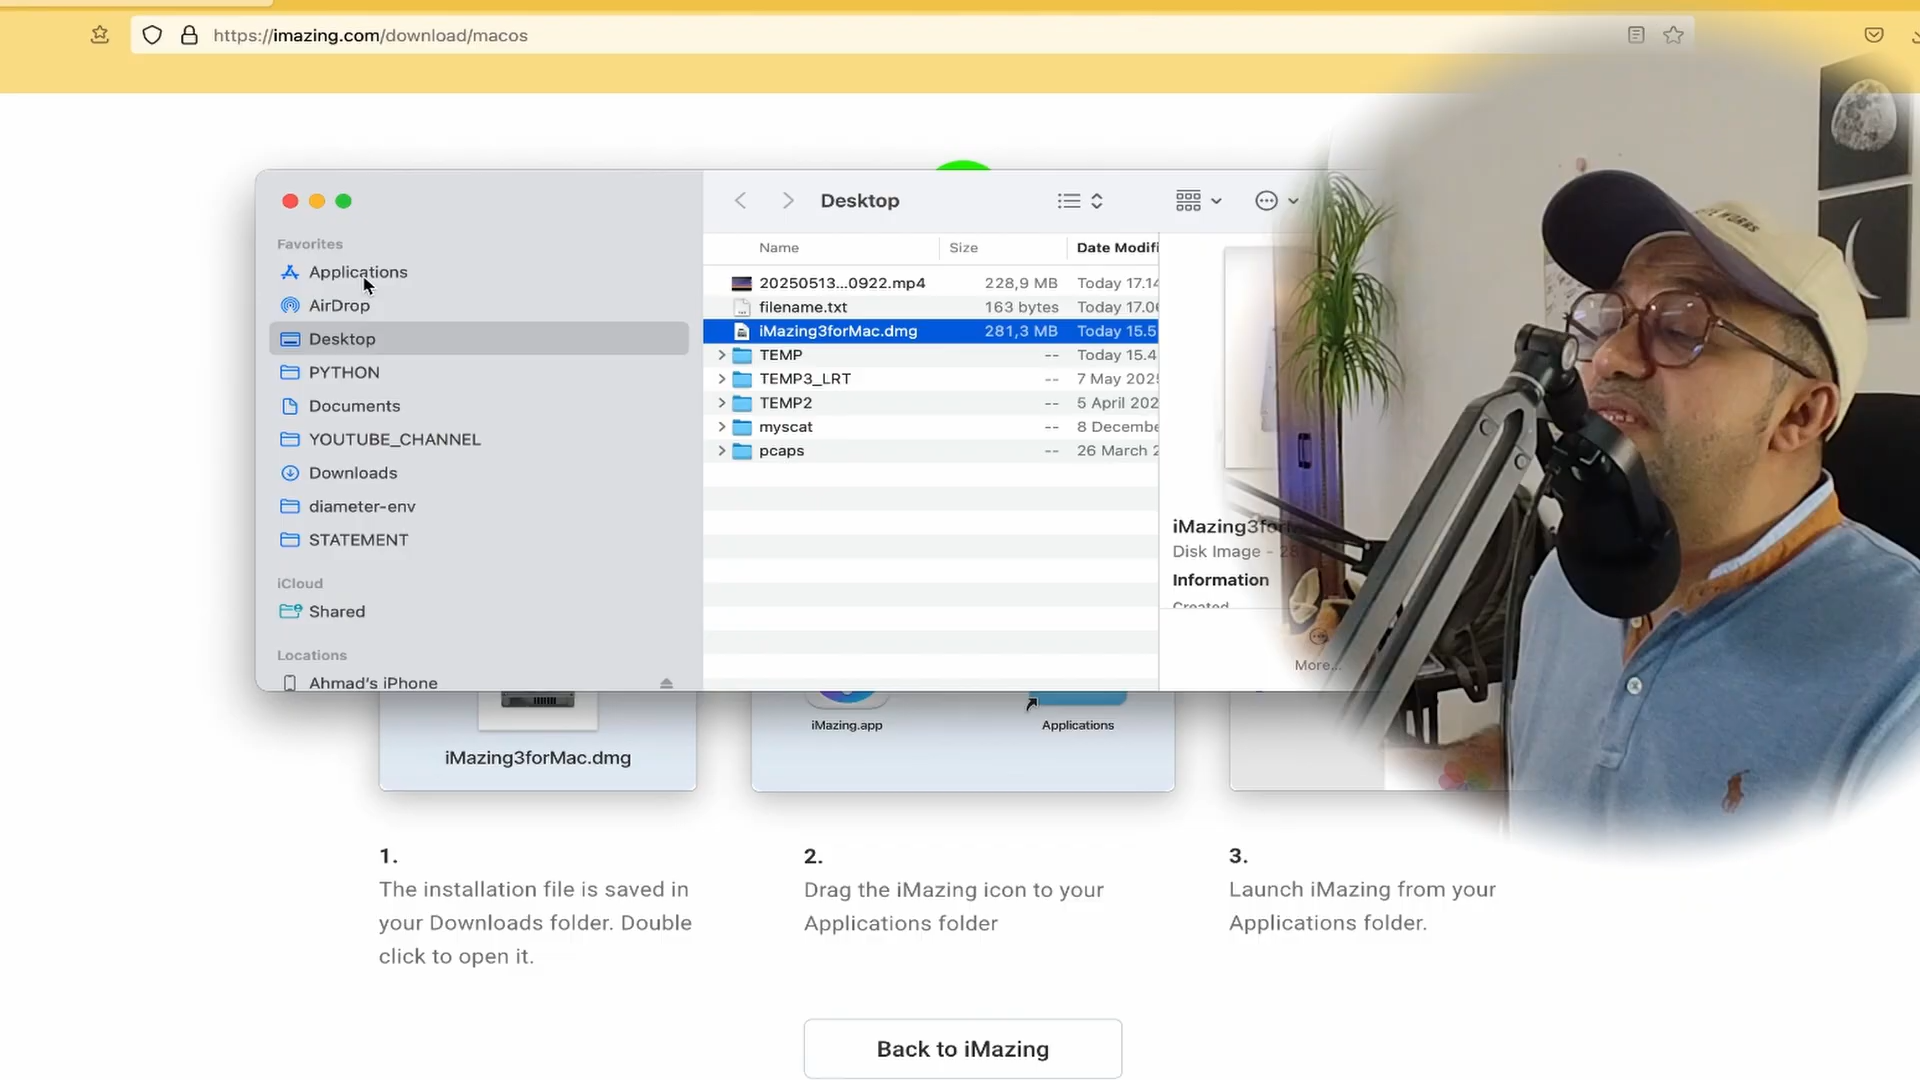 https://imazing.com/download/macos
Desktop
Favorites
Applications
AirDrop
Desktop
PYTHON
Documents
YOUTUBE_CHANNEL
Downloads
diameter-env
STATEMENT
iCloud
Shared
Locations
Ahmad's iPhone
Name Size Date Modifi
20250513...0922.mp4 228,9 MB Today 17.14
filename.txt 163 bytes Today 17.0
iMazing3forMac.dmg 281,3 MB Today 15.5
TEMP -- Today 15.4
TEMP3_LRT -- 7 May 202
TEMP2 -- 5 April 202
myscat -- 8 Decembe
pcaps -- 26 March 2
iMazing3for
Disk Image - 28
Information
Created
More...
iMazing3forMac.dmg
iMazing.app
Applications
1.
The installation file is saved in
your Downloads folder. Double
click to open it.
2.
Drag the iMazing icon to your
Applications folder
3.
Launch iMazing from your
Applications folder.
Back to iMazing